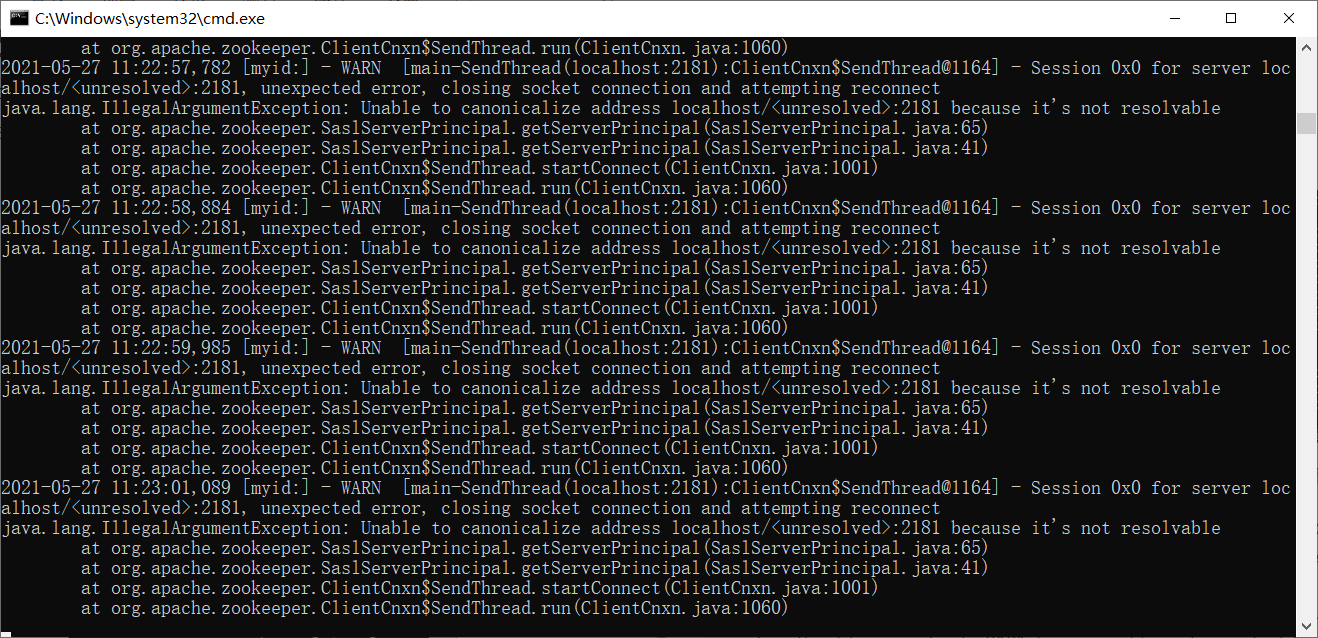 C:\Windows\system32\cmd.exe
at org.apache.zookeeper.ClientCnxn$SendThread.run(ClientCnxn.java:1060)
2021-05-27 11:22:57,782 [myid:] - WARN  [main-SendThread(localhost:2181):ClientCnxn$SendThread@1164] - Session 0x0 for server loc
alhost/<unresolved>:2181, unexpected error, closing socket connection and attempting reconnect
java.lang.IllegalArgumentException: Unable to canonicalize address localhost/<unresolved>:2181 because it's not resolvable
at org.apache.zookeeper.SaslServerPrincipal.getServerPrincipal(SaslServerPrincipal.java:65)
at org.apache.zookeeper.SaslServerPrincipal.getServerPrincipal(SaslServerPrincipal.java:41)
at org.apache.zookeeper.ClientCnxn$SendThread.startConnect(ClientCnxn.java:1001)
at org.apache.zookeeper.ClientCnxn$SendThread.run(ClientCnxn.java:1060)
2021-05-27 11:22:58,884 [myid:] - WARN  [main-SendThread(localhost:2181):ClientCnxn$SendThread@1164] - Session 0x0 for server loc
alhost/<unresolved>:2181, unexpected error, closing socket connection and attempting reconnect
java.lang.IllegalArgumentException: Unable to canonicalize address localhost/<unresolved>:2181 because it's not resolvable
at org.apache.zookeeper.SaslServerPrincipal.getServerPrincipal(SaslServerPrincipal.java:65)
at org.apache.zookeeper.SaslServerPrincipal.getServerPrincipal(SaslServerPrincipal.java:41)
at org.apache.zookeeper.ClientCnxn$SendThread.startConnect(ClientCnxn.java:1001)
at org.apache.zookeeper.ClientCnxn$SendThread.run(ClientCnxn.java:1060)
2021-05-27 11:22:59,985 [myid:] - WARN  [main-SendThread(localhost:2181):ClientCnxn$SendThread@1164] - Session 0x0 for server loc
alhost/<unresolved>:2181, unexpected error, closing socket connection and attempting reconnect
java.lang.IllegalArgumentException: Unable to canonicalize address localhost/<unresolved>:2181 because it's not resolvable
at org.apache.zookeeper.SaslServerPrincipal.getServerPrincipal(SaslServerPrincipal.java:65)
at org.apache.zookeeper.SaslServerPrincipal.getServerPrincipal(SaslServerPrincipal.java:41)
at org.apache.zookeeper.ClientCnxn$SendThread.startConnect(ClientCnxn.java:1001)
at org.apache.zookeeper.ClientCnxn$SendThread.run(ClientCnxn.java:1060)
2021-05-27 11:23:01,089 [myid:] - WARN  [main-SendThread(localhost:2181):ClientCnxn$SendThread@1164] - Session 0x0 for server loc
alhost/<unresolved>:2181, unexpected error, closing socket connection and attempting reconnect
java.lang.IllegalArgumentException: Unable to canonicalize address localhost/<unresolved>:2181 because it's not resolvable
at org.apache.zookeeper.SaslServerPrincipal.getServerPrincipal(SaslServerPrincipal.java:65)
at org.apache.zookeeper.SaslServerPrincipal.getServerPrincipal(SaslServerPrincipal.java:41)
at org.apache.zookeeper.ClientCnxn$SendThread.startConnect(ClientCnxn.java:1001)
at org.apache.zookeeper.ClientCnxn$SendThread.run(ClientCnxn.java:1060)